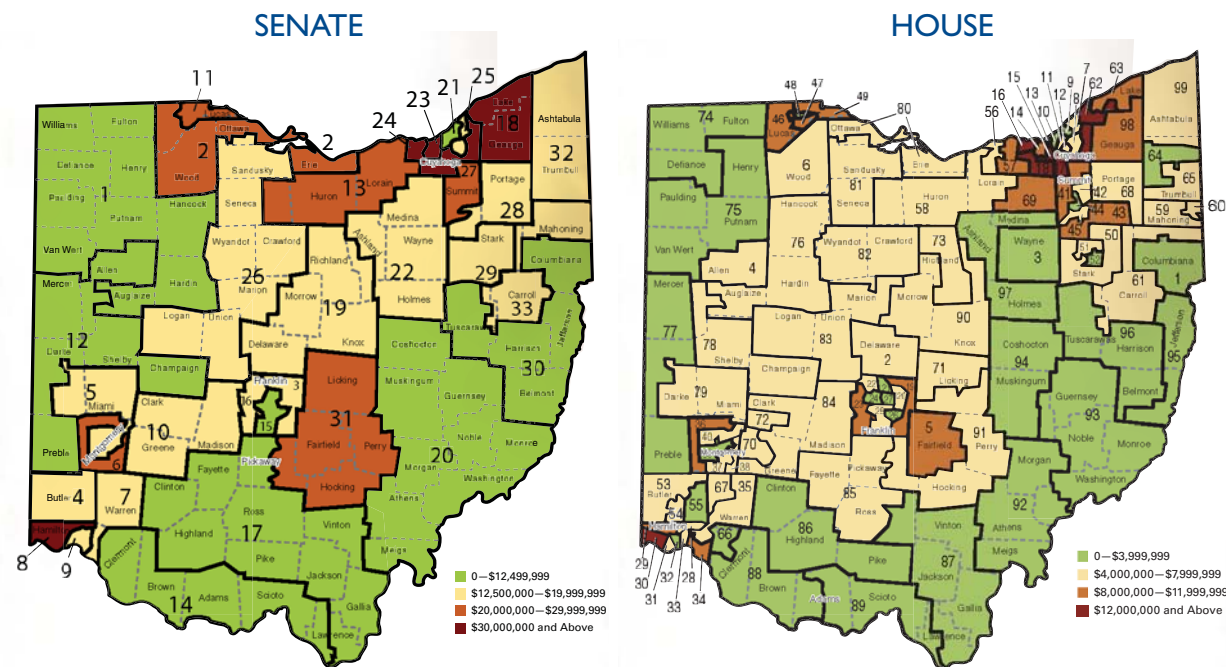 SENATE
11
21
25
23
24
18
Ashtabula
Williams
Fulton
Lucas
Ottawa
2
Cuyahoga
32
Trumbull
Defiance
Henry
2
Wood
Sandusky
Erie
13
Lorain
27
Summit
Portage
Paulding
1
Huron
Hancock
Seneca
Medina
28
Mahoning
Putnam
Van Wert
Wyandot
Crawford
Ashland
Wayne
Stark
Columbiana
Allen
Richland
22
29
Mercer
Hardin
26
Marion
Auglaize
Morrow
19
Holmes
Carroll
33
Logan
Union
Tuscarawas
Jefferson
12
Delaware
Knox
Coshocton
Harrison
Darke
Shelby
Champaign
30
Franklin
3
Licking
Muskingum
5
Miami
Clark
16
Guernsey
Belmont
15
31
Montgomery
10
Madison
Fairfield
Perry
Noble
Monroe
Preble
6
Greene
Pickaway
20
Fayette
Morgan
Washington
Butler
4
7
Warren
Clinton
Hocking
Athens
Ross
Hamilton
Highland
17
Vinton
8
9
Clermont
Pike
Meigs
Jackson
Brown
Adams
Scioto
14
Gallia
Lawrence
0—$12,499,999
$12,500,000—$19,999,999
$20,000,000—$29,999,999
$30,000,000 and Above
HOUSE
7
63
11
9
62
15
48
47
13
12
8
16
10
49
80
56
14
99
Lake
74
46
Ottawa
98
Williams
Fulton
Lucas
Geauga
Ashtabula
Cuyahoga
Defiance
Henry
6
Wood
Sandusky
Erie
57
18
64
81
Lorain
Summit
65
Paulding
Huron
69
41
42
Portage
68
Trumbull
75
Hancock
Seneca
58
44
43
59
60
Putnam
Medina
45
Mahoning
Van Wert
76
Wyandot
Crawford
73
Ashland
Wayne
51
50
82
Richland
3
Columbiana
Allen
4
Stark
1
Mercer
Hardin
61
Auglaize
Marion
Morrow
97
Holmes
Carroll
77
Logan
Union
90
Jefferson
83
Tuscarawas
96
78
Delaware
Knox
Coshocton
Harrison
95
Shelby
2
94
Champaign
71
Licking
Muskingum
79
Belmont
Darke
Miami
Clark
84
Guernsey
72
93
36
5
Franklin
Noble
40
70
Madison
Fairfield
91
Perry
Monroe
Preble
Montgomery
Morgan
37
38
Greene
Fayette
Pickaway
Washington
53
67
35
Hocking
Butler
Clinton
85
92
54
55
Warren
Ross
Athens
Hamilton
86
Vinton
66
Highland
Meigs
29
Clermont
Pike
87
30
32
28
88
Jackson
31
33
34
Brown
Scioto
Adams
89
Gallia
Lawrence
0—$3,999,999
$4,000,000—$7,999,999
$8,000,000—$11,999,999
$12,000,000 and Above